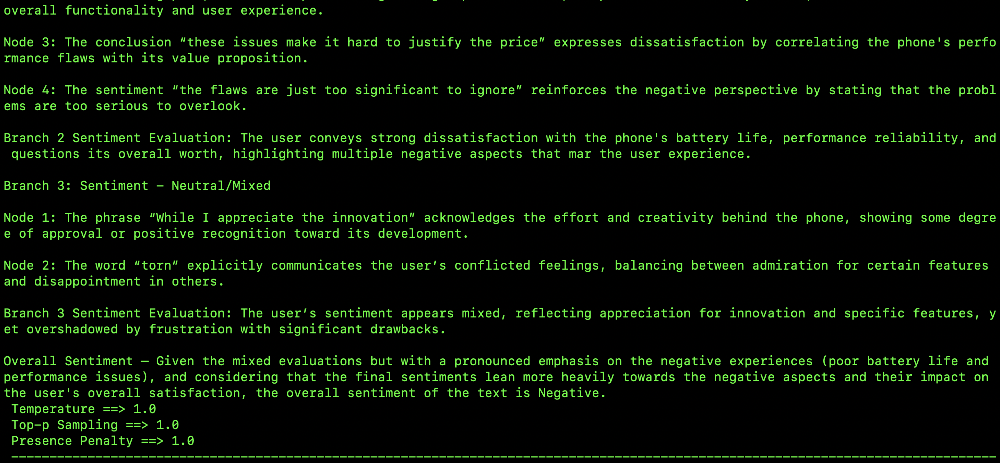 overall functionality and user experience.
Node 3: The conclusion “these issues make it hard to justify the price” expresses dissatisfaction by correlating the phone's perfo
rmance flaws with its value proposition.
Node 4: The sentiment “the flaws are just too significant to ignore” reinforces the negative perspective by stating that the probl
ems are too serious to overlook.
Branch 2 Sentiment Evaluation: The user conveys strong dissatisfaction with the phone's battery life, performance reliability, and
questions its overall worth, highlighting multiple negative aspects that mar the user experience.
Branch 3: Sentiment – Neutral/Mixed
Node 1: The phrase “While I appreciate the innovation” acknowledges the effort and creativity behind the phone, showing some degre
e of approval or positive recognition toward its development.
Node 2: The word “torn” explicitly communicates the user’s conflicted feelings, balancing between admiration for certain features
and disappointment in others.
Branch 3 Sentiment Evaluation: The user’s sentiment appears mixed, reflecting appreciation for innovation and specific features, y
et overshadowed by frustration with significant drawbacks.
Overall Sentiment — Given the mixed evaluations but with a pronounced emphasis on the negative experiences (poor battery life and
performance issues), and considering that the final sentiments lean more heavily towards the negative aspects and their impact on
the user's overall satisfaction, the overall sentiment of the text is Negative.
Temperature ==> 1.0
Top-p Sampling ==> 1.0
Presence Penalty ==> 1.0